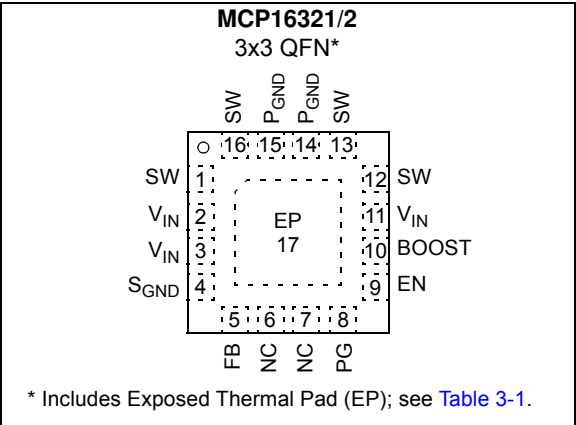 MCP16321/2
3x3 QFN*
SW
PGND
PGND
SW
16 15 14 13
SW 1
12 SW
VIN 2
EP
11 VIN
VIN 3
17
10 BOOST
SGND 4
9 EN
5 6 7 8
FB
NC
NC
PG
* Includes Exposed Thermal Pad (EP); see Table 3-1.